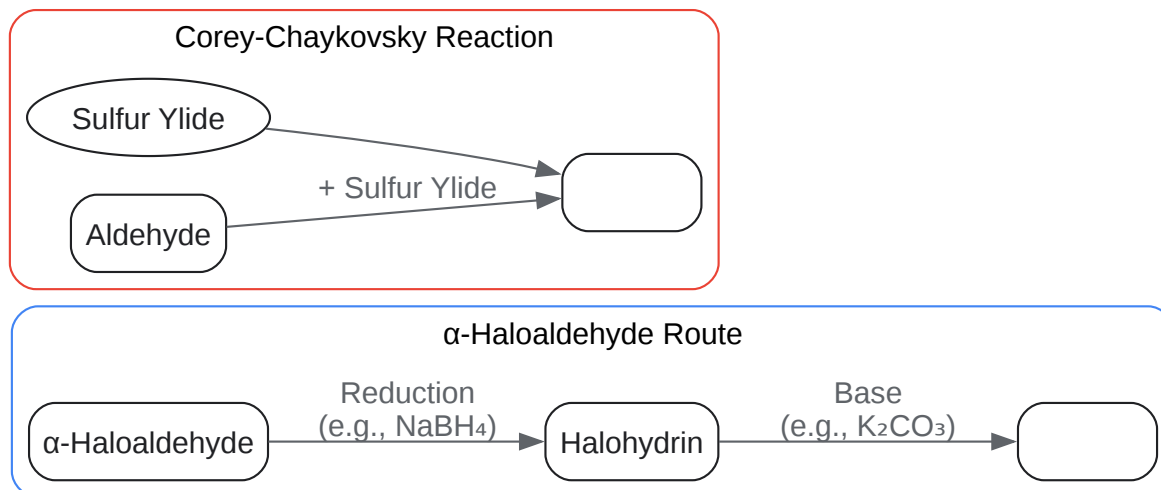 Corey-Chaykovsky Reaction
Sulfur Ylide
+ Sulfur Ylide
Aldehyde
α-Haloaldehyde Route
α-Haloaldehyde
Reduction
(e.g., NaBH₄)
Halohydrin
Base
(e.g., K₂CO₃)